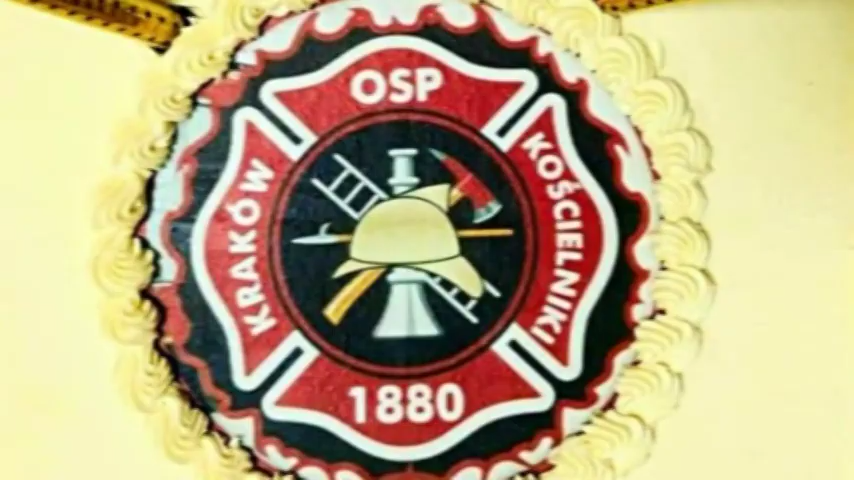 OSP
KRAKÓW
KOŚCIELNIKI
1880